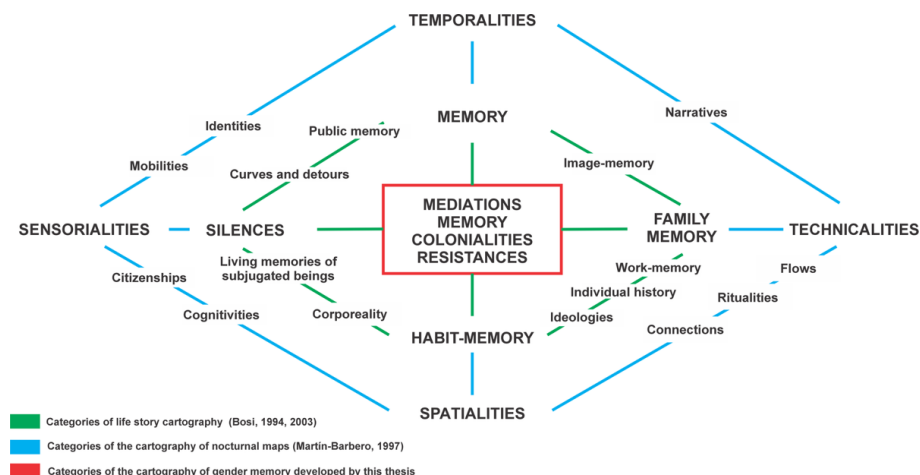 TEMPORALITIES
Narratives
MEMORY
Identities
Public memory
Image-memory
Mobilities
Curves and detours
MEDIATIONS
MEMORY
COLONIALITIES
RESISTANCES
SENSORIALITIES
SILENCES
FAMILY
MEMORY
TECHNICALITIES
Living memories of
subjugated beings
Work-memory
Flows
Citizenships
Individual history
Ritualities
Cognitivities
Corporeality
Ideologies
Connections
HABIT-MEMORY
SPATIALITIES
Categories of life story cartography (Bosi, 1994, 2003)
Categories of the cartography of nocturnal maps (Martín-Barbero, 1997)
Categories of the cartography of gender memory developed by this thesis